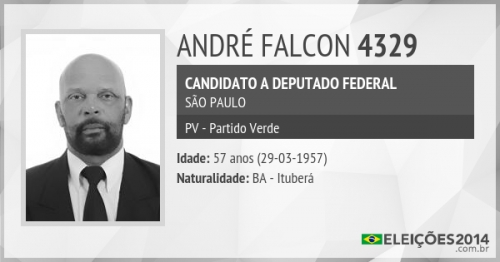 ANDRÉ FALCON 4329
CANDIDATO A DEPUTADO FEDERAL
SÃO PAULO
PV - Partido Verde
Idade: 57 anos (29-03-1957)
Naturalidade: BA - Ituberá
ELEIÇÕES2014
.com.br